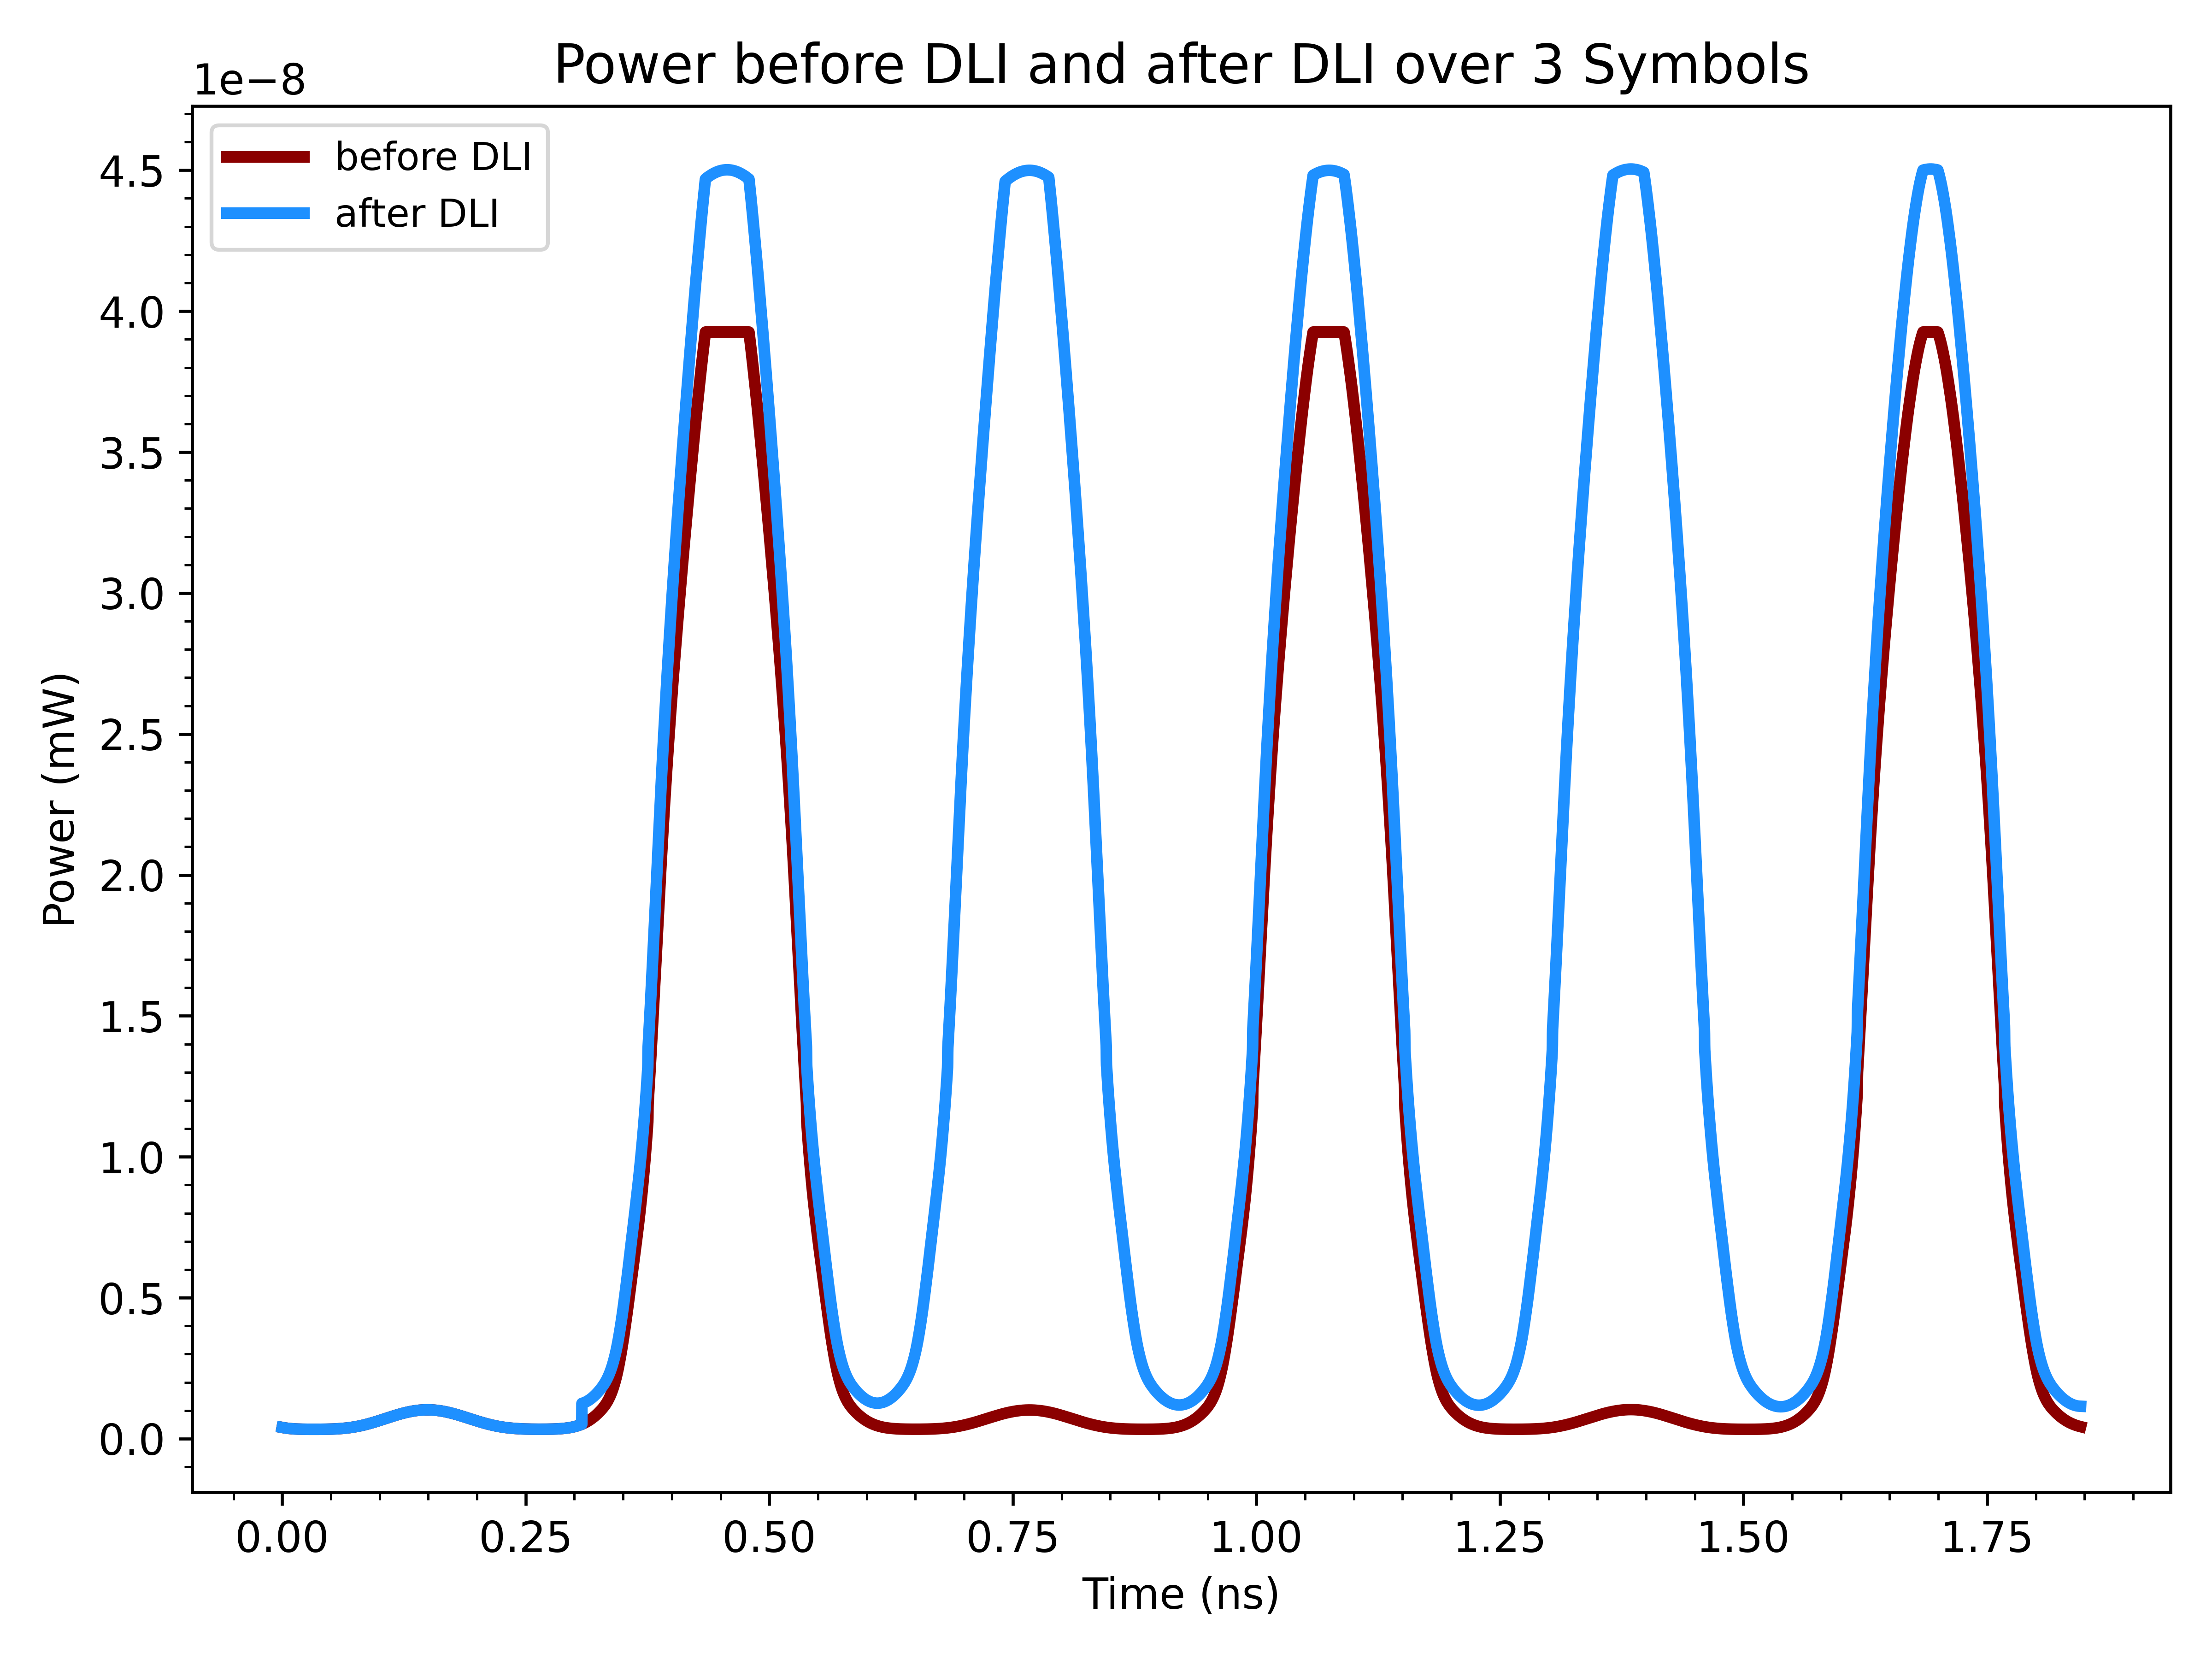 Power before DLI and after DLI over 3 Symbols
1e−8
before DLI
after DLI
4.5
4.0
3.5
3.0
2.5
2.0
1.5
1.0
0.5
0.0
Power (mW)
0.00 0.25 0.50 0.75 1.00 1.25 1.50 1.75
Time (ns)